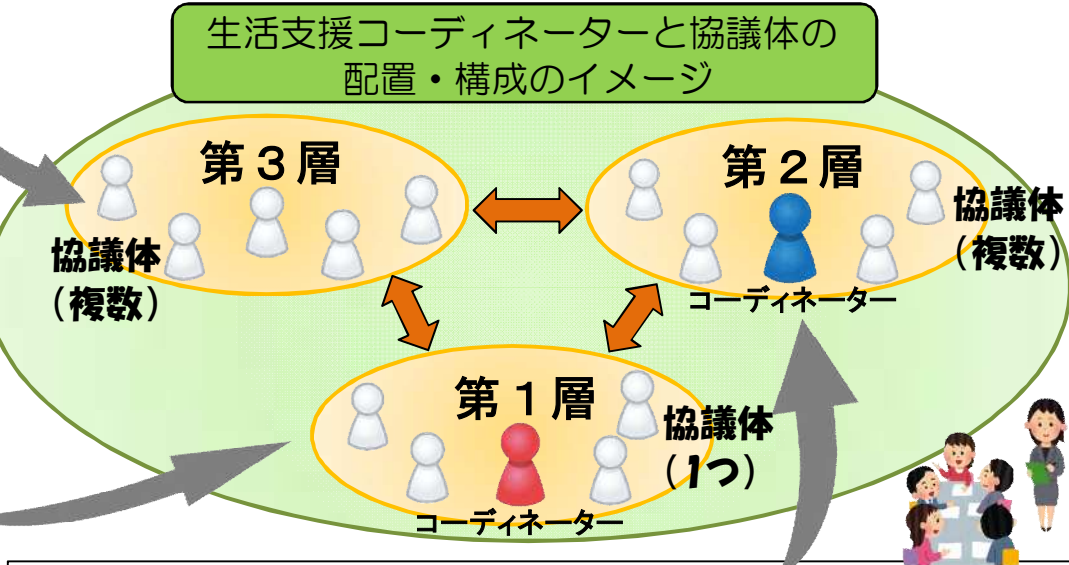 生活支援コーディネーターと協議体の
配置・構成のイメージ
第３層
協議体
（複数）
第２層
協議体
（複数）
コーディネーター
第１層
協議体
（1つ）
コーディネーター